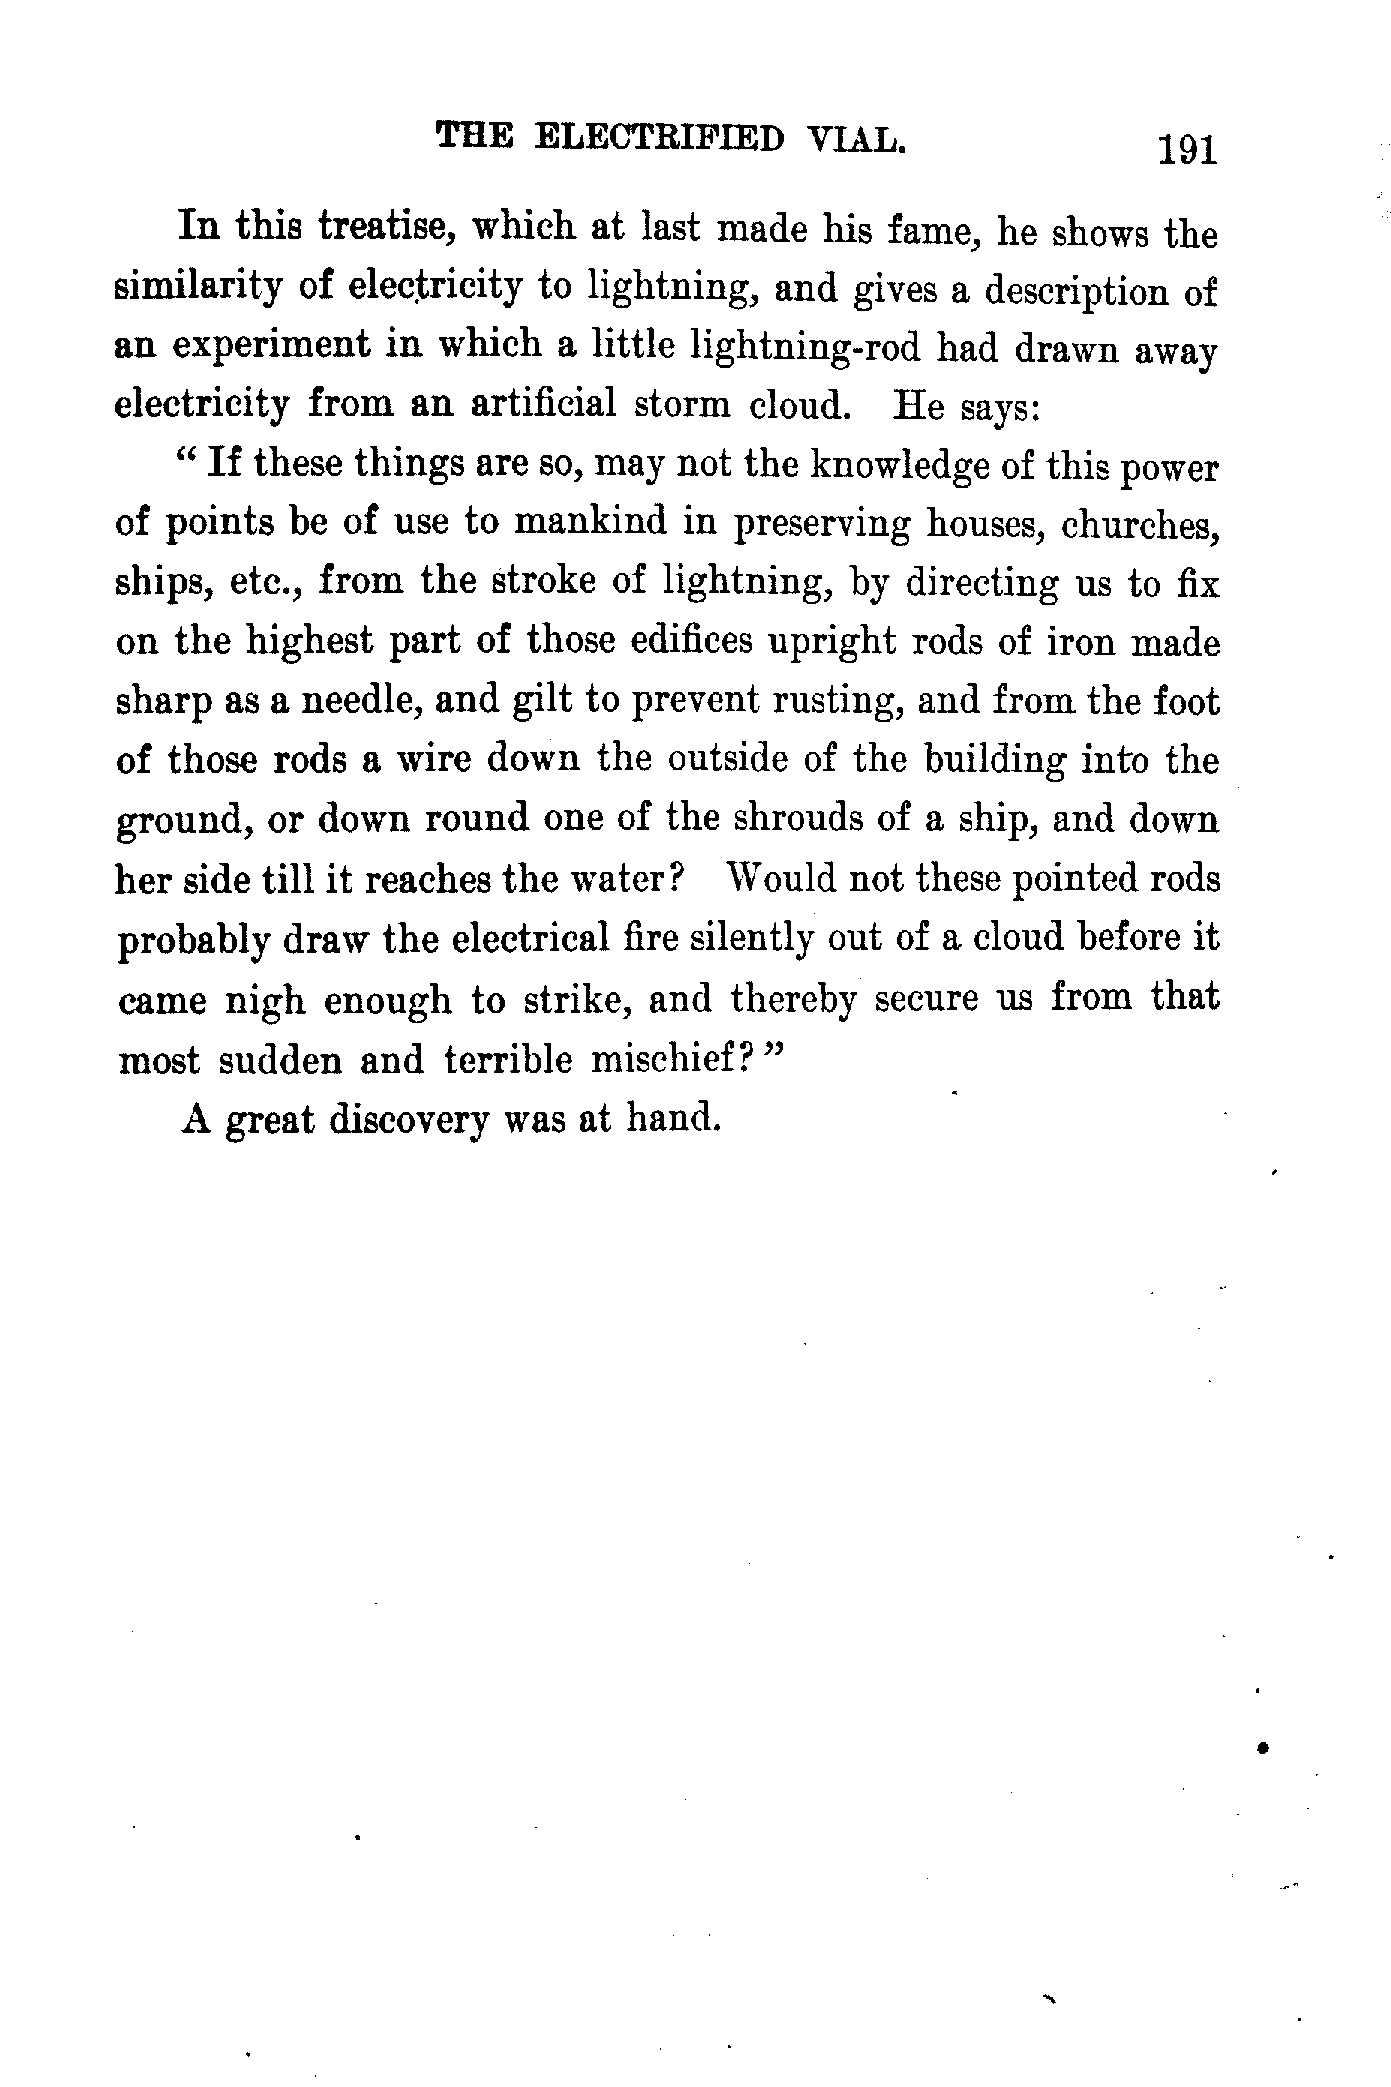 THE ELECTRIFIED VIAL. 191
In this treatise, which at last made his fame, he shows the
similarity of electricity to lightning, and gives a description of
an experiment in which a little lightning-rod had drawn away
electricity from an artificial storm cloud. He says:
“ If these things are so, may not the knowledge of this power
of points be of use to mankind in preserving houses, churches,
ships, etc., from the stroke of lightning, by directing us to fix
on the highest part of those edifices upright rods of iron made
sharp as a needle, and gilt to prevent rusting, and from the foot
of those rods a wire down the outside of the building into the
ground, or down round one of the shrouds of a ship, and down
her side till it reaches the water? Would not these pointed rods
probably draw the electrical fire silently out of a cloud before it
came nigh enough to strike, and thereby secure us from that
most sudden and terrible mischief? ”
A great discovery was at hand.